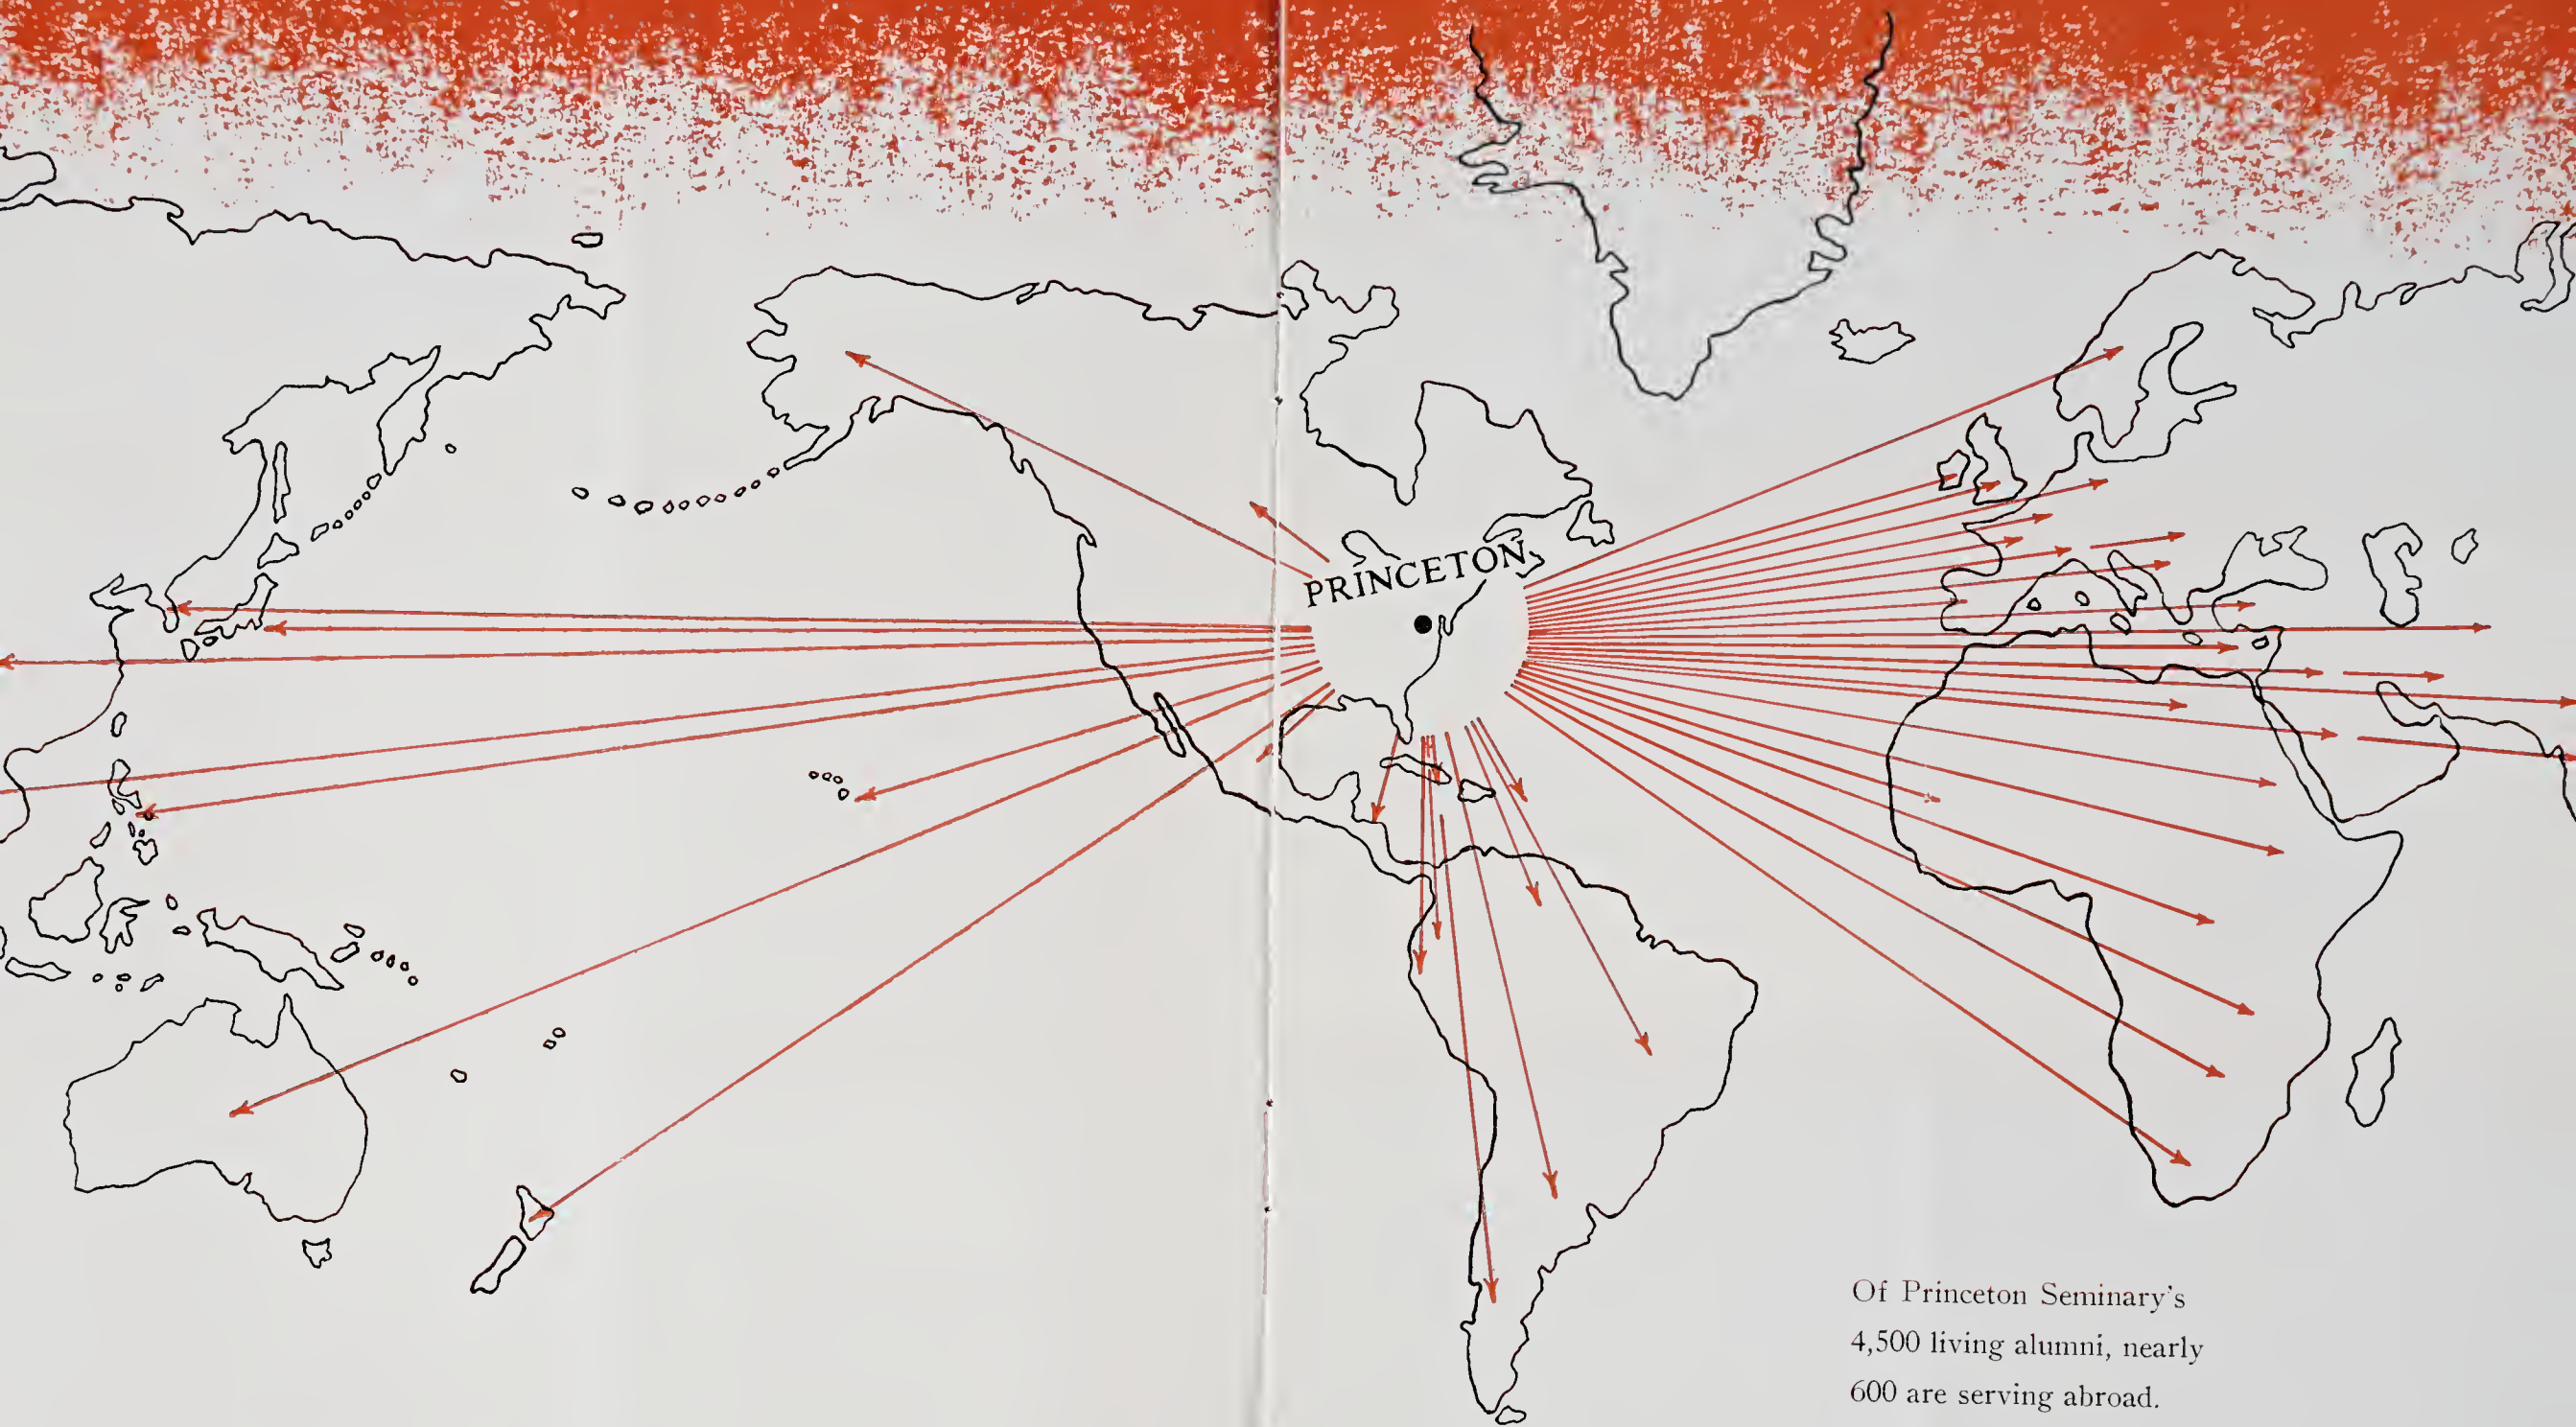 PRINCETON
Of Princeton Seminary's
4,500 living alumni, nearly
600 are serving abroad.